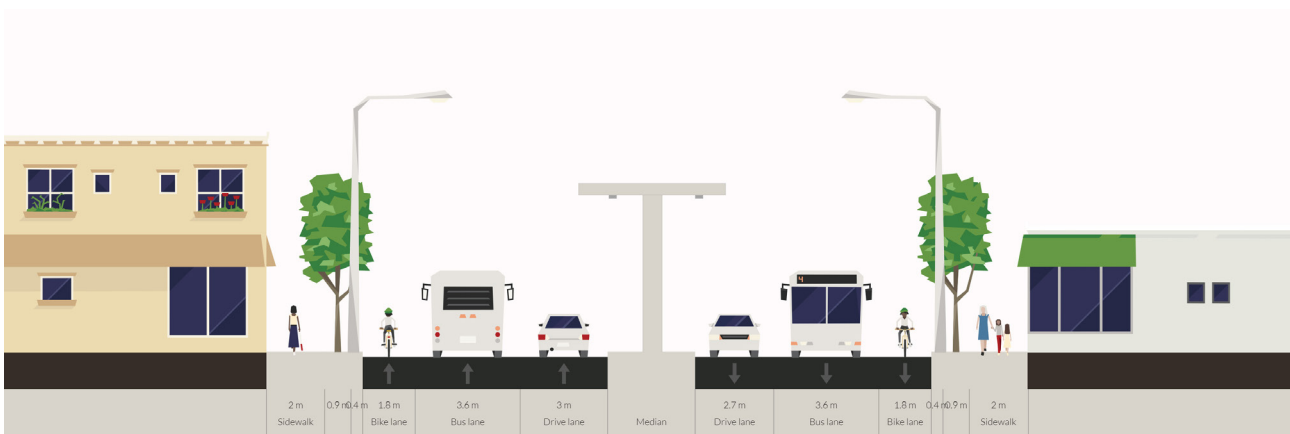 4
2 m
0.9 m
0.4 m
1.8 m
3.6 m
3 m
2.7 m
3.6 m
1.8 m
0.4 m
0.9 m
2 m
Sidewalk
Bike lane
Bus lane
Drive lane
Median
Drive lane
Bus lane
Bike lane
Sidewalk